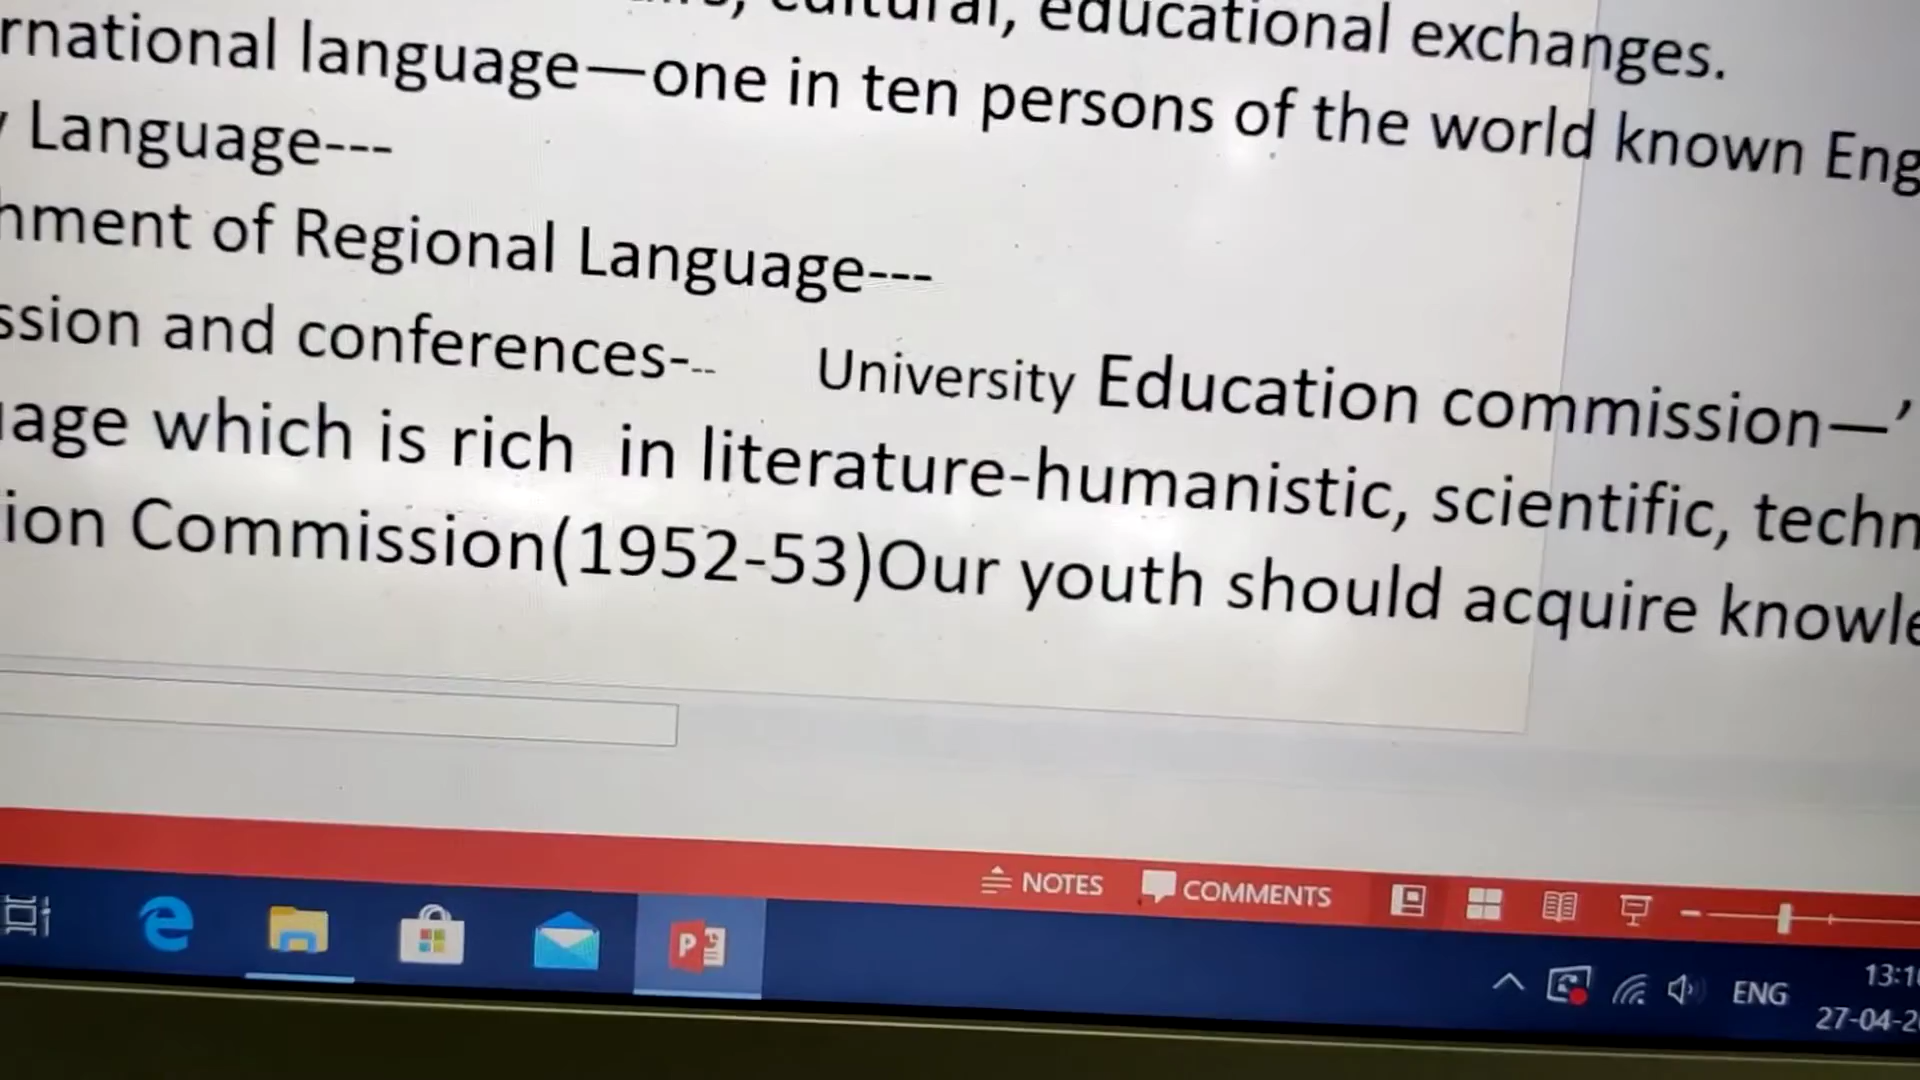 cultural, educational exchanges.
rnational language—one in ten persons of the world known Eng
Language---
hment of Regional Language---
ssion and conferences--- University Education commission—’
age which is rich in literature-humanistic, scientific, techn
ion Commission(1952-53)Our youth should acquire knowle
NOTES COMMENTS
ENG
13:1
27-04-2